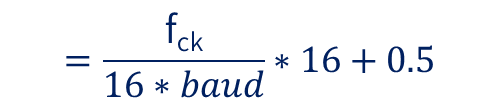 = f_ck / (16 * baud) * 16 + 0.5